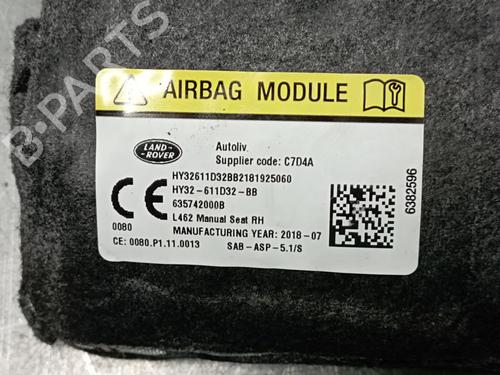 B-PARTS
AIRBAG MODULE
LAND ROVER
Autoliv.
Supplier code: C7D4A
HY32611D32BB2181925060
HY32-611D32-BB
635742000B
L462 Manual Seat RH
MANUFACTURING YEAR: 2018-07
CE
0080
CE: 0080.P1.11.0013
SAB-ASP-5.1/S
6382596